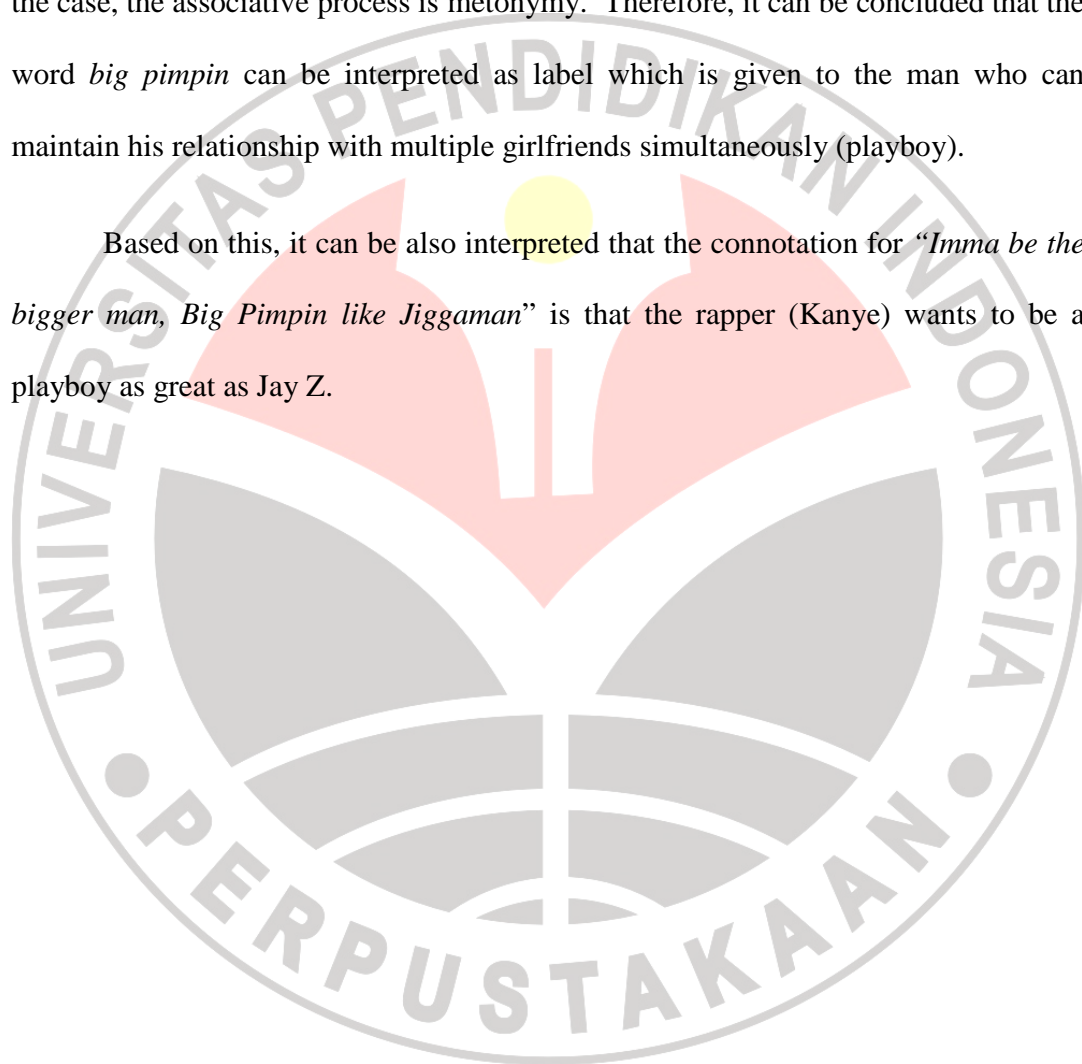 the case, the associative process is metonymy. Therefore, it can be concluded that the
word big pimpin can be interpreted as label which is given to the man who can
maintain his relationship with multiple girlfriends simultaneously (playboy).
Based on this, it can be also interpreted that the connotation for “Imma be the
bigger man, Big Pimpin like Jiggaman” is that the rapper (Kanye) wants to be a
playboy as great as Jay Z.
UNIVERSITAS PENDIDIKAN INDONESIA
PERPUSTAKAAN